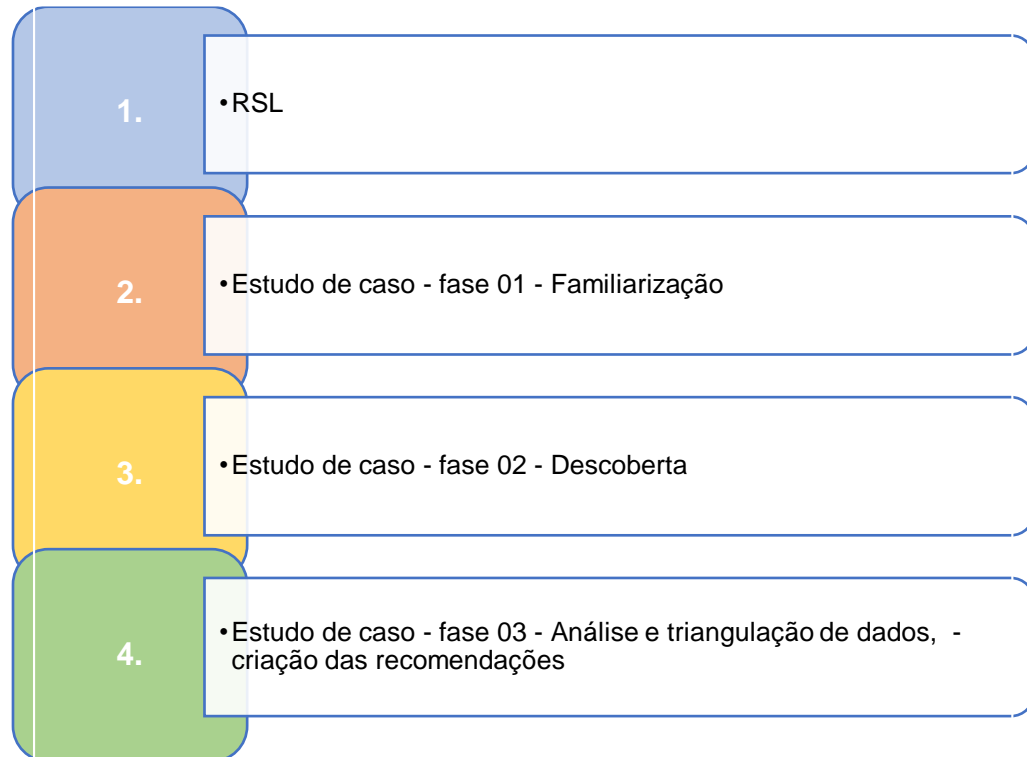 1.
•RSL
2.
•Estudo de caso - fase 01 - Familiarização
3.
•Estudo de caso - fase 02 - Descoberta
4.
•Estudo de caso - fase 03 - Análise e triangulação de dados,  -
criação das recomendações